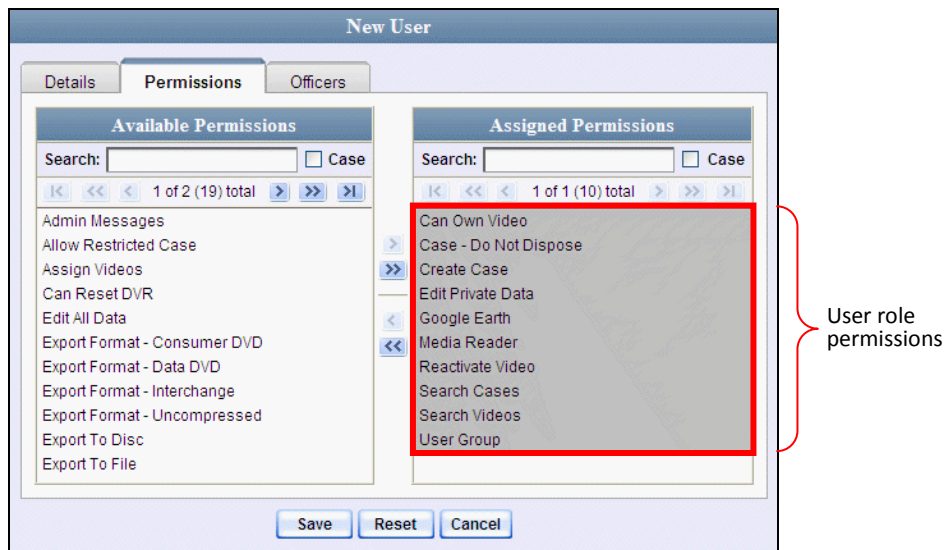 New User
Details
Permissions
Officers
Available Permissions
Search:
Case
1 of 2 (19) total
Admin Messages
Allow Restricted Case
Assign Videos
Can Reset DVR
Edit All Data
Export Format - Consumer DVD
Export Format - Data DVD
Export Format - Interchange
Export Format - Uncompressed
Export To Disc
Export To File
Assigned Permissions
Search:
Case
1 of 1 (10) total
Can Own Video
Case - Do Not Dispose
Create Case
Edit Private Data
Google Earth
Media Reader
Reactivate Video
Search Cases
Search Videos
User Group
User role
permissions
Save
Reset
Cancel